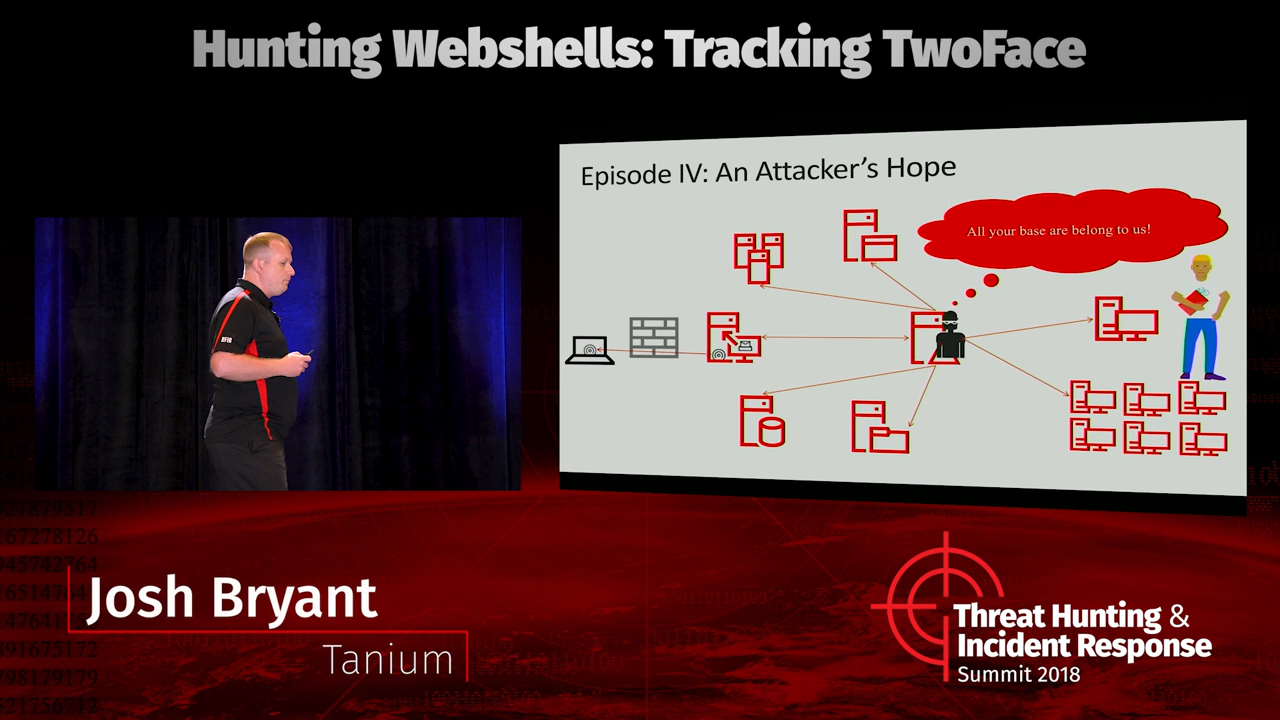 Hunting Webshells: Tracking TwoFace
Episode IV: An Attacker's Hope
All your base are belong to us!
DFIR
Josh Bryant
Tanium
Threat Hunting &
Incident Response
Summit 2018